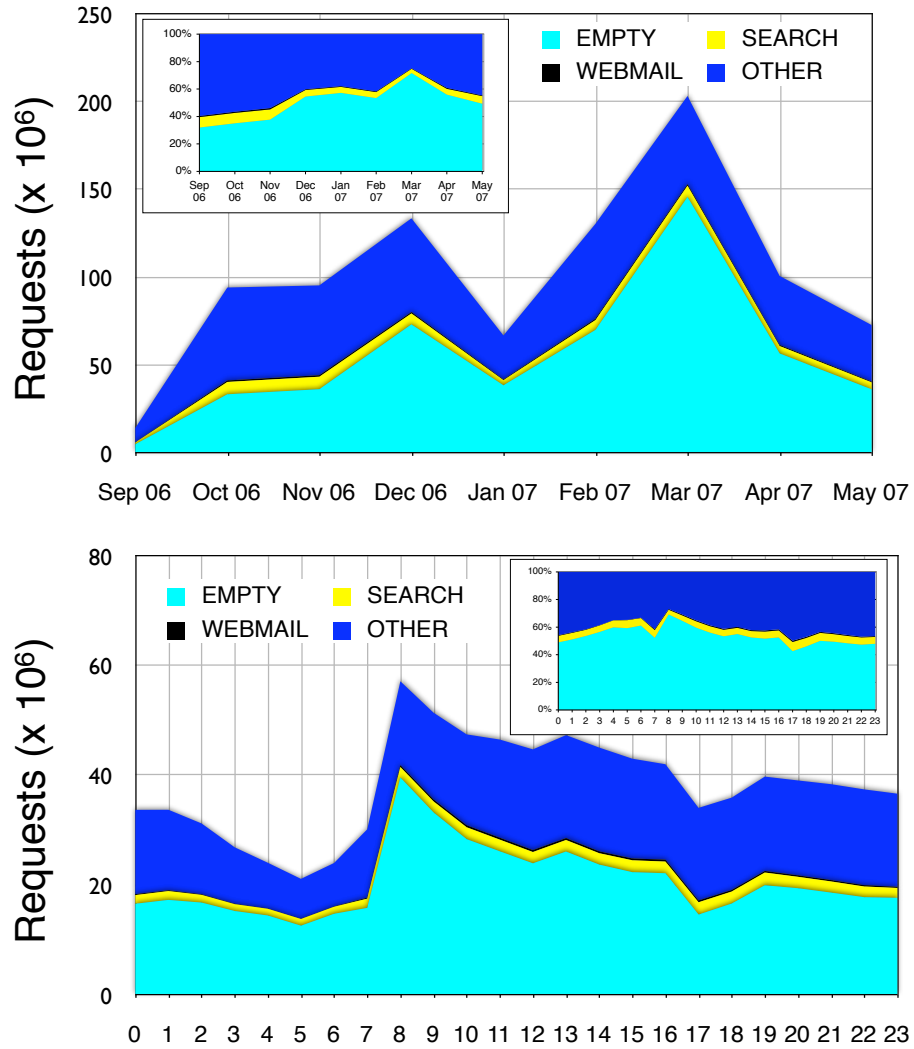 Requests (x 10⁶)
250
200
150
100
50
0
EMPTY SEARCH
WEBMAIL OTHER
100%
80%
60%
40%
20%
0%
Sep Oct Nov Dec Jan Feb Mar Apr May
06 06 06 06 07 07 07 07 07
Sep 06 Oct 06 Nov 06 Dec 06 Jan 07 Feb 07 Mar 07 Apr 07 May 07
Requests (x 10⁶)
80
60
40
20
0
EMPTY SEARCH
WEBMAIL OTHER
100%
80%
60%
40%
20%
0%
0 1 2 3 4 5 6 7 8 9 10 11 12 13 14 15 16 17 18 19 20 21 22 23
0 1 2 3 4 5 6 7 8 9 10 11 12 13 14 15 16 17 18 19 20 21 22 23